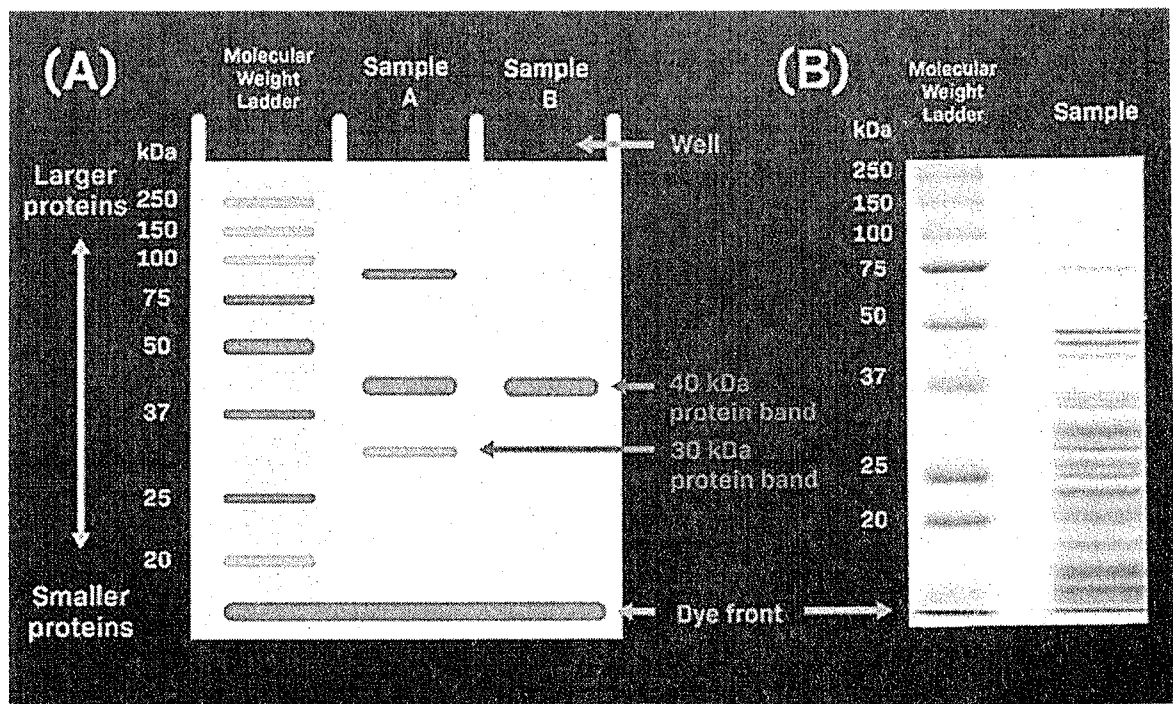 (A)
Molecular
Weight
Ladder
Sample
A
Sample
B
kDa
Larger
proteins
250
150
100
75
50
37
25
20
Smaller
proteins
Well
40 kDa
protein band
30 kDa
protein band
Dye front
(B)
Molecular
Weight
Ladder
Sample
kDa
250
150
100
75
50
37
25
20